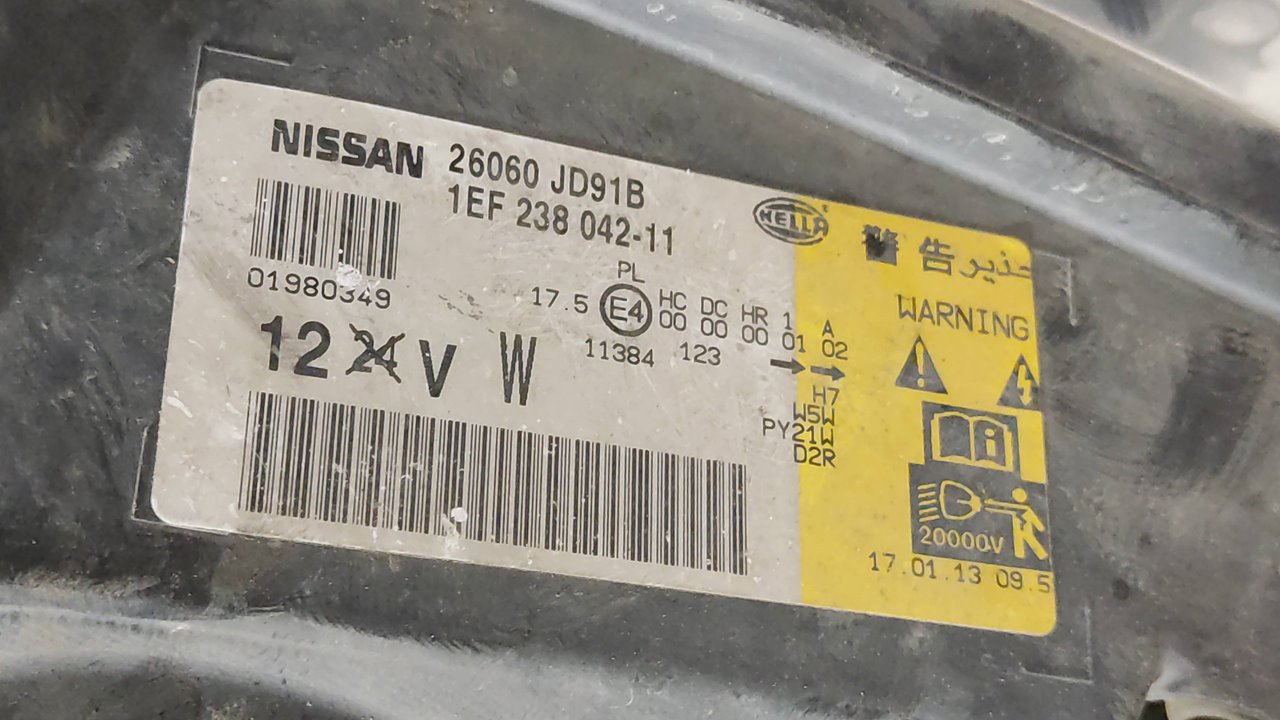 NISSAN 26060 JD91B
1EF 238 042-11
HELLA
警告 تحذير
01980349
PL
17.5 E4 HC DC HR 1 A
00 00 00 01 02
11384 123
WARNING
12 24 V W
H7
W5W
PY21W
D2R
20000V
17.01.13 09.5